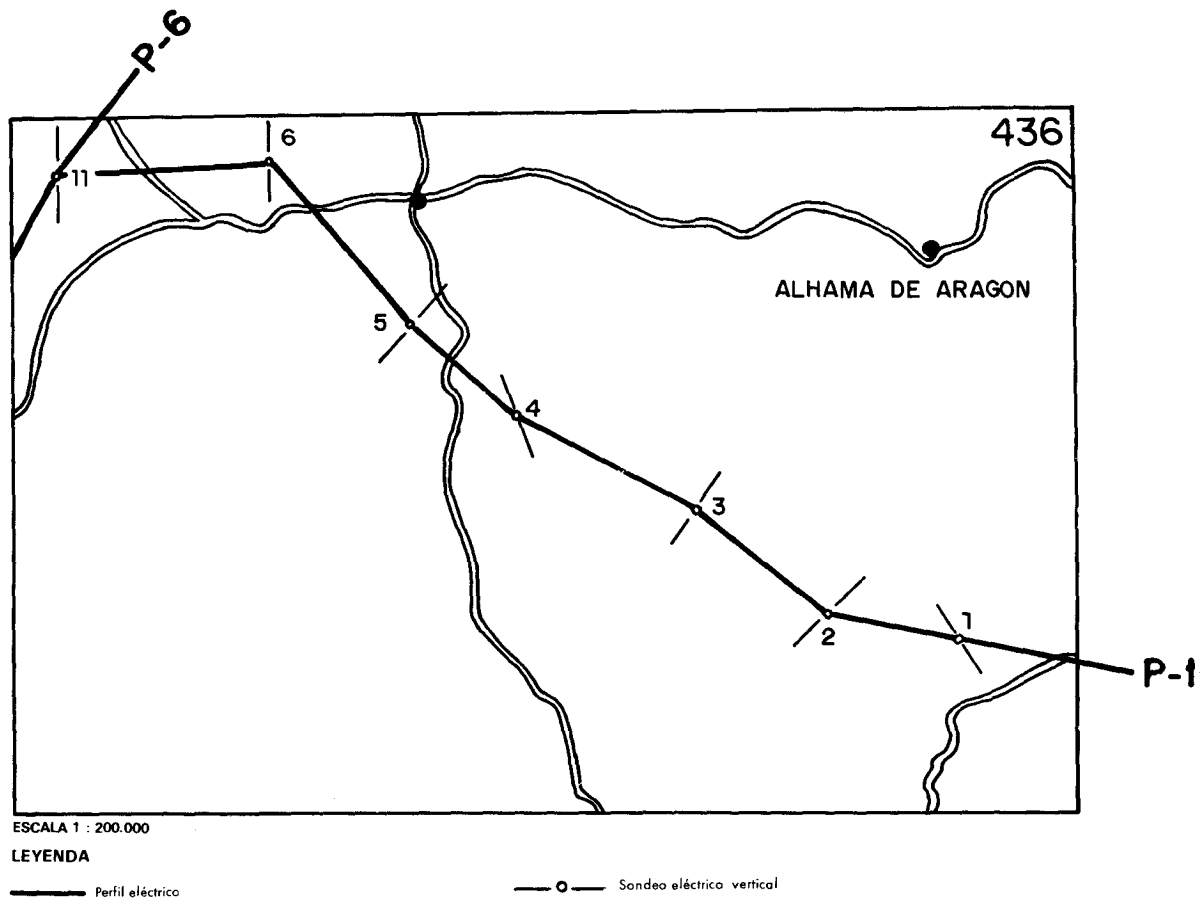 P-6
436
6
11
ALHAMA DE ARAGON
5
4
3
2
1
P-1
ESCALA 1 : 200.000
LEYENDA
Perfil eléctrico
Sondeo eléctrico vertical